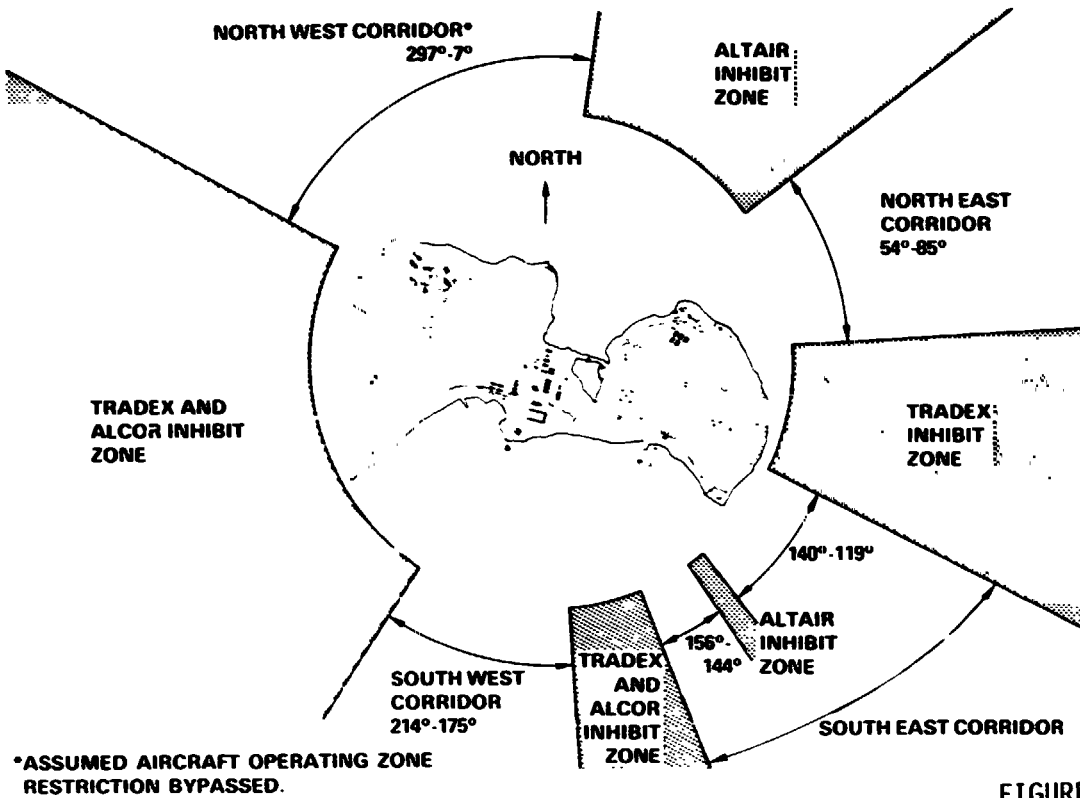 NORTH WEST CORRIDOR*
297°-7°
ALTAIR
INHIBIT
ZONE
NORTH
NORTH EAST
CORRIDOR
54°-85°
TRADEX AND
ALCOR INHIBIT
ZONE
TRADEX
INHIBIT
ZONE
140°-119°
ALTAIR
INHIBIT
ZONE
156°-
144°
TRADEX
AND
ALCOR
INHIBIT
ZONE
SOUTH WEST
CORRIDOR
214°-175°
SOUTH EAST CORRIDOR
*ASSUMED AIRCRAFT OPERATING ZONE
RESTRICTION BYPASSED.
FIGURE